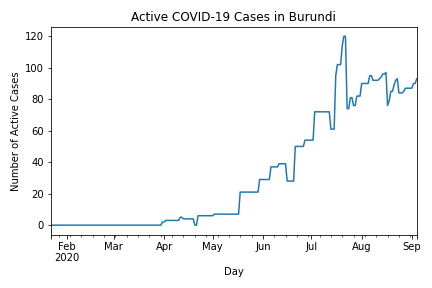 Active COVID-19 Cases in Burundi
Number of Active Cases
120
100
80
60
40
20
0
Feb Mar Apr May Jun Jul Aug Sep
2020
Day